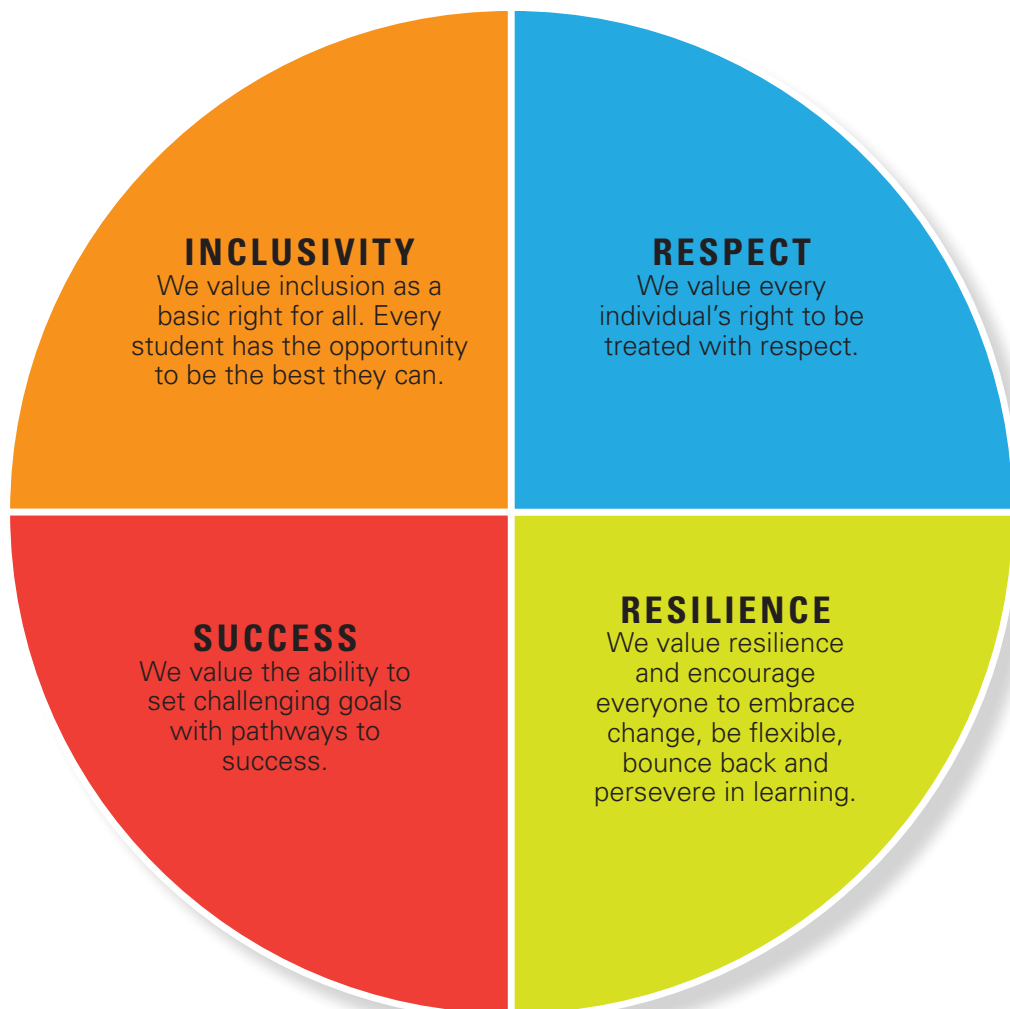 INCLUSIVITY
We value inclusion as a
basic right for all. Every
student has the opportunity
to be the best they can.
RESPECT
We value every
individual’s right to be
treated with respect.
SUCCESS
We value the ability to
set challenging goals
with pathways to
success.
RESILIENCE
We value resilience
and encourage
everyone to embrace
change, be flexible,
bounce back and
persevere in learning.